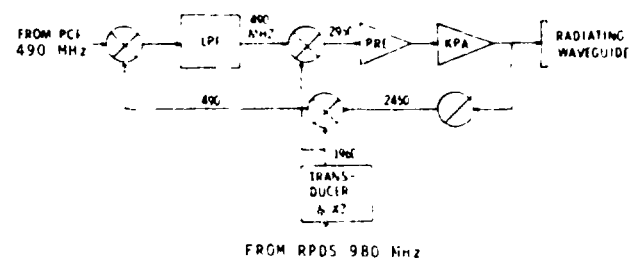 FROM PCF
490 MHz
LPF
490
MHZ
2450
PRE
KPA
RADIATING
WAVEGUIDE
490
2450
1960
TRANS-
DUCER
& X2
FROM RPDS 980 MHz